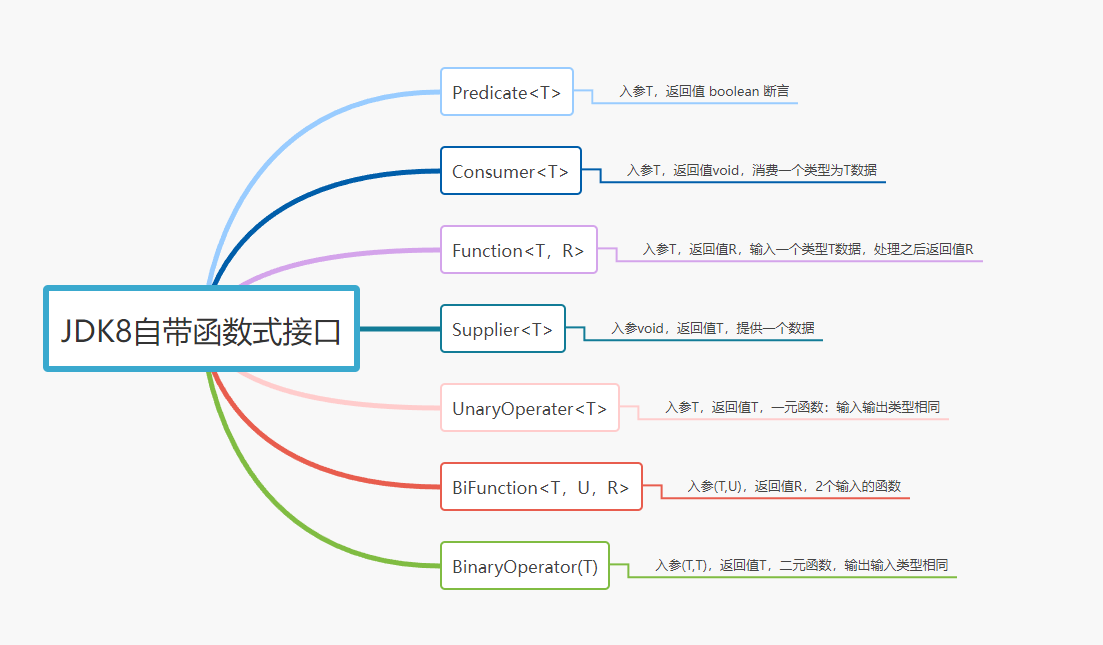 JDK8自带函数式接口
Predicate<T>
入参T，返回值 boolean 断言
Consumer<T>
入参T，返回值void，消费一个类型为T数据
Function<T，R>
入参T，返回值R，输入一个类型T数据，处理之后返回值R
Supplier<T>
入参void，返回值T，提供一个数据
UnaryOperater<T>
入参T，返回值T，一元函数：输入输出类型相同
BiFunction<T，U，R>
入参(T,U)，返回值R，2个输入的函数
BinaryOperator(T)
入参(T,T)，返回值T，二元函数，输出输入类型相同